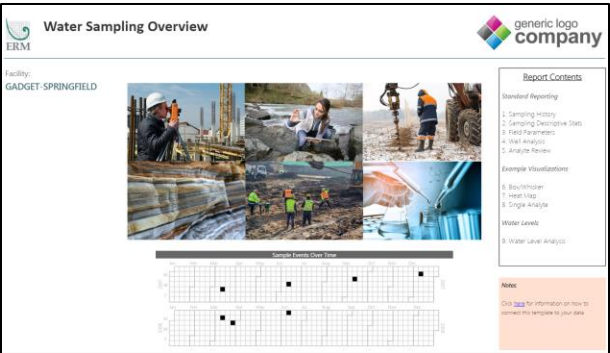 ERM
Water Sampling Overview
generic logo
company
Facility:
GADGET-SPRINGFIELD
Report Contents
Standard Reporting
1. Sampling History
2. Sampling Descriptive Stats
3. Field Parameters
4. Well Analysis
5. Analyte Review
Example Visualizations
6. Box/Whisker
7. Heat Map
8. Single Analyte
Water Levels
9. Water Level Analysis
Sample Events Over Time
Notes
Click here for information on how to
connect this template to your data.